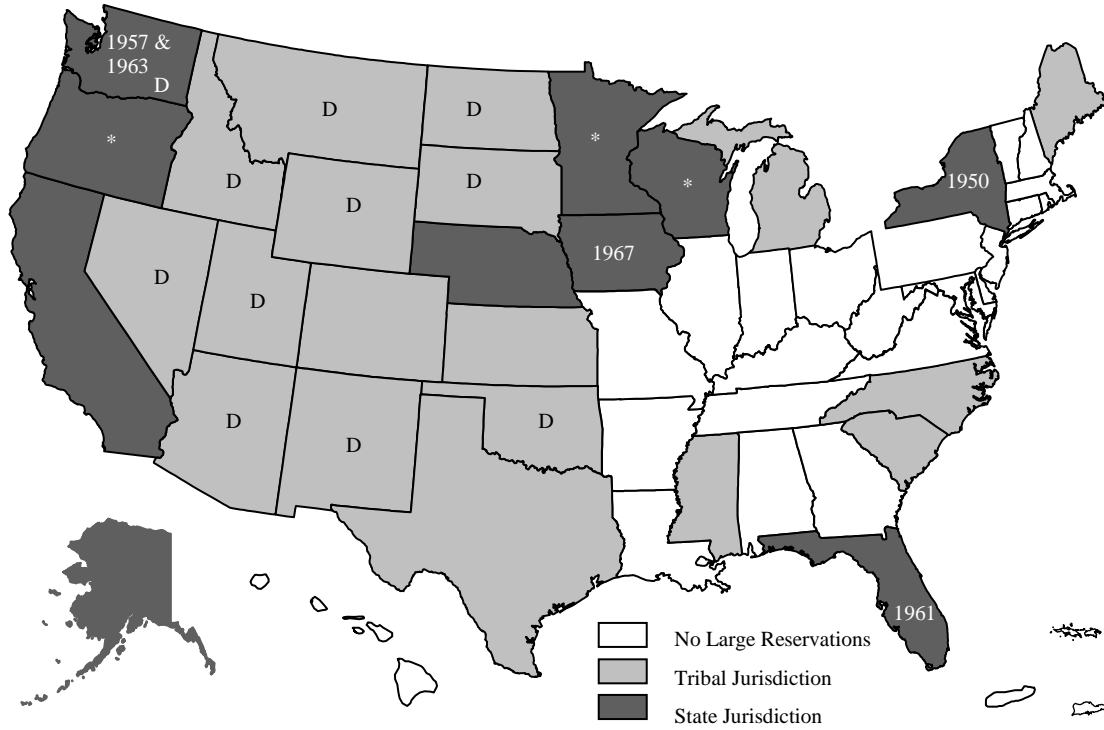 1957 &
1963
D
*
D
D
*
*
1950
D
D
D
1967
D
D
D
D
D
1961
No Large Reservations
Tribal Jurisdiction
State Jurisdiction